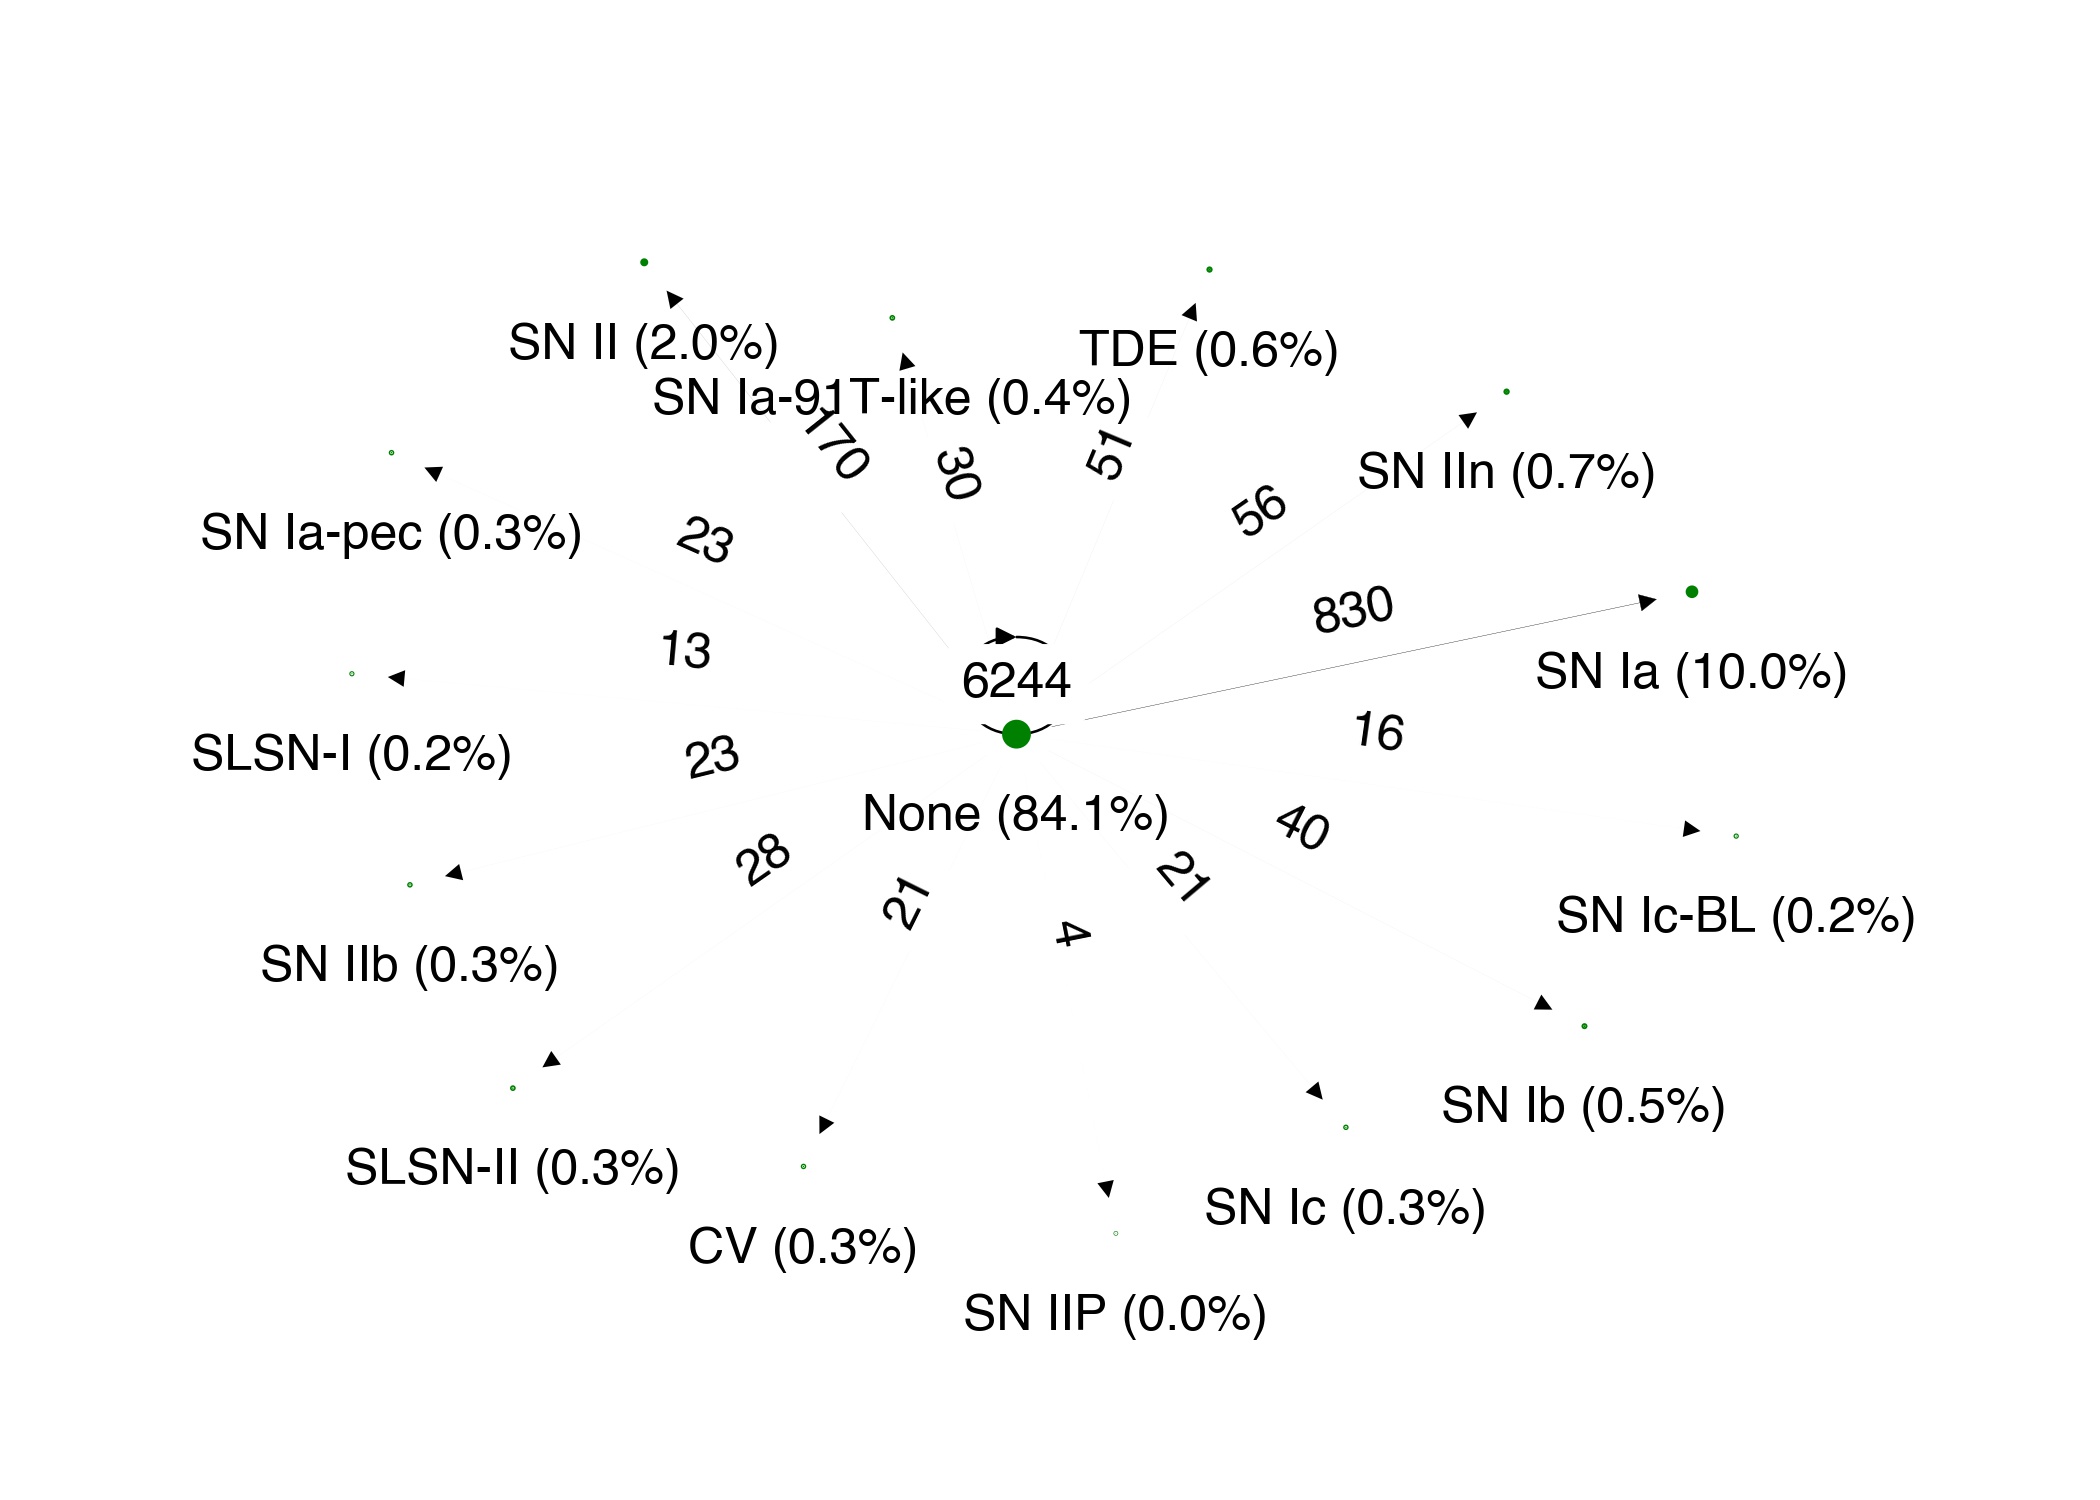 SN II (2.0%)
TDE (0.6%)
SN Ia-91T-like (0.4%)
170
30
51
SN IIn (0.7%)
56
SN Ia-pec (0.3%)
23
830
13
6244
SN Ia (10.0%)
16
SLSN-I (0.2%)
23
None (84.1%)
40
28
21
21
4
SN Ic-BL (0.2%)
SN IIb (0.3%)
SN Ib (0.5%)
SLSN-II (0.3%)
SN Ic (0.3%)
CV (0.3%)
SN IIP (0.0%)